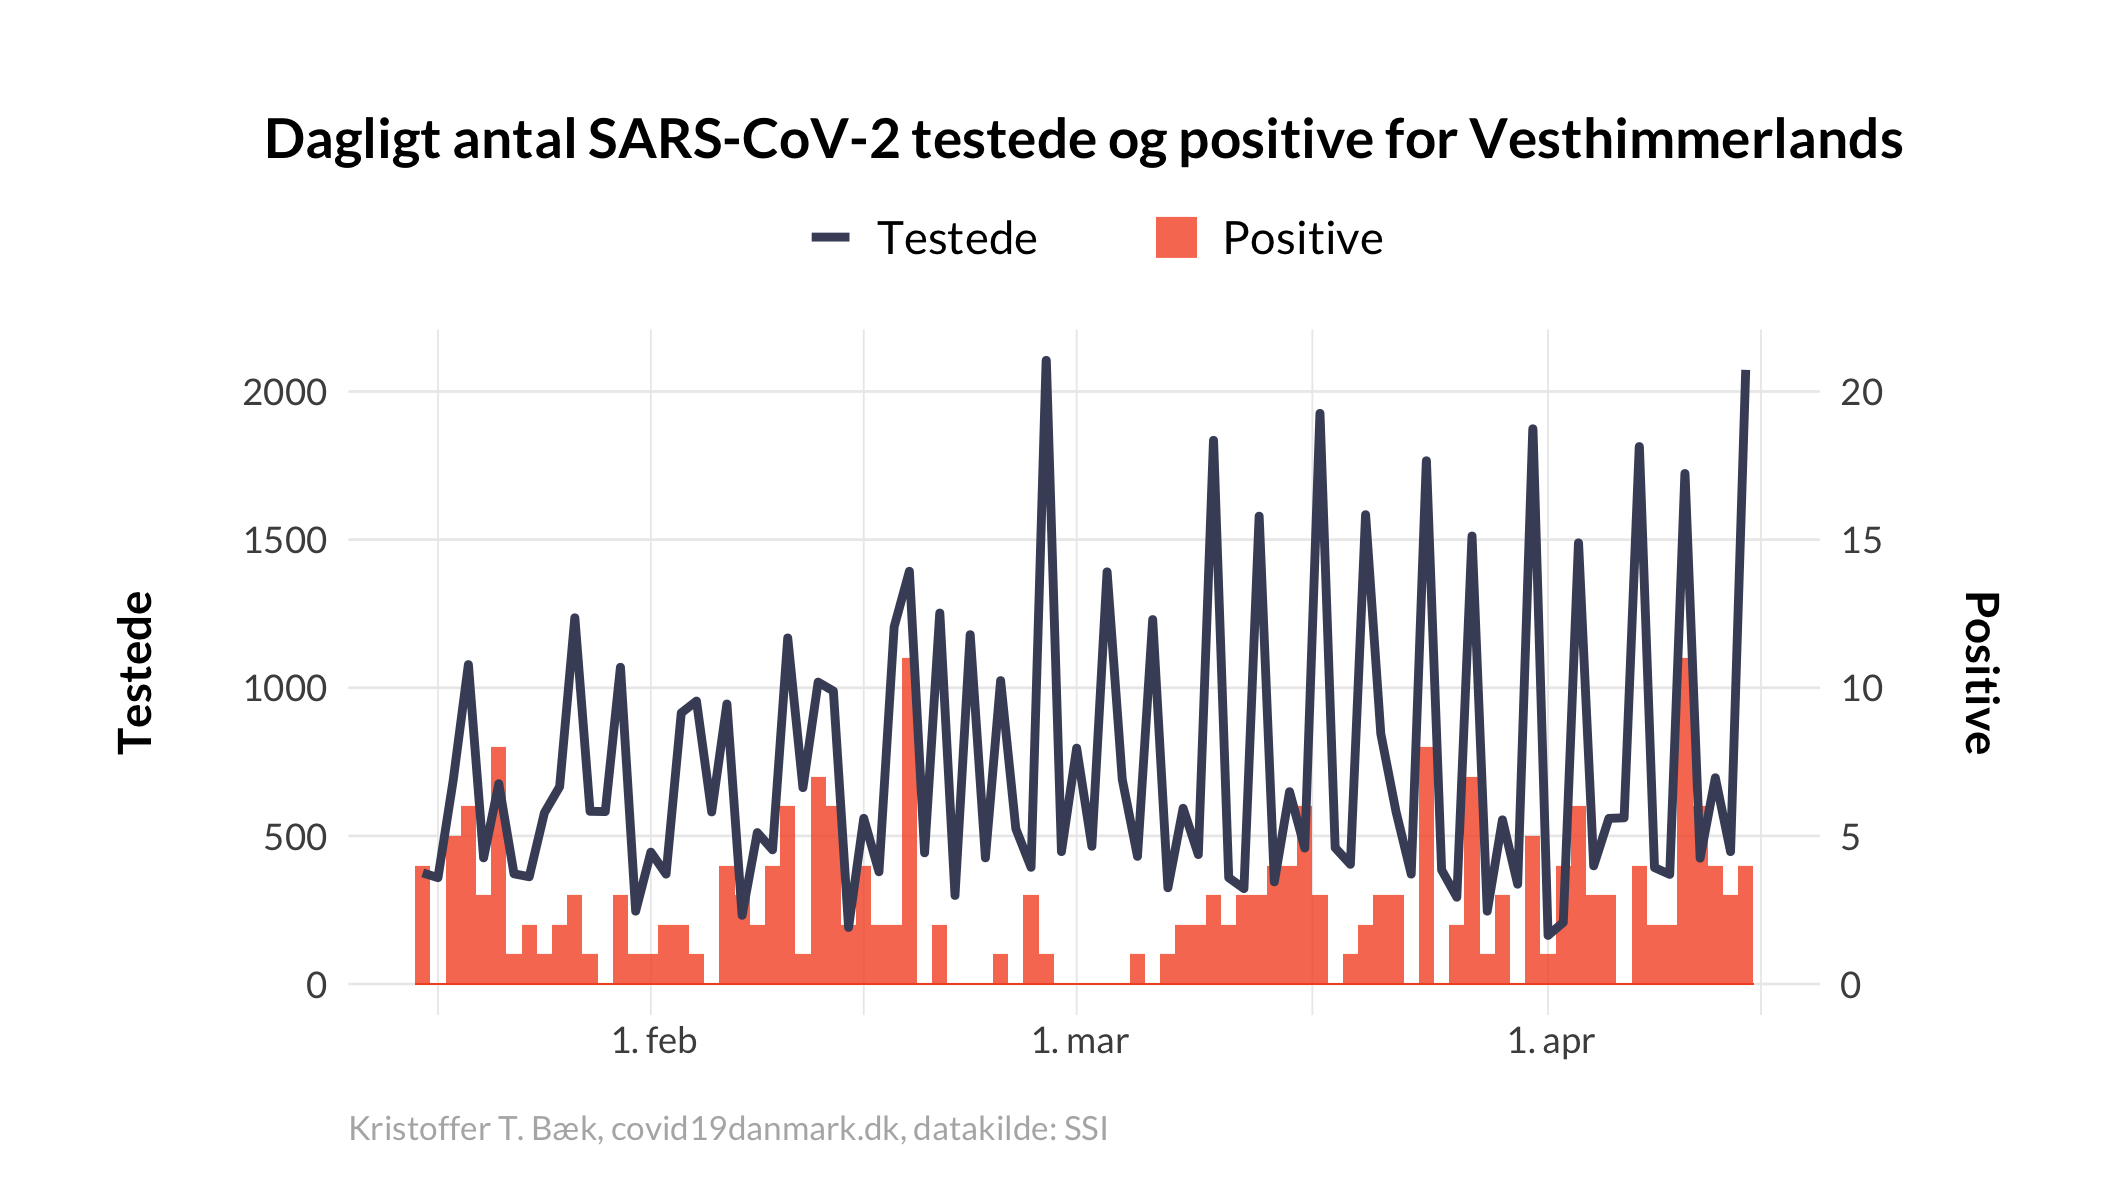 Dagligt antal SARS-CoV-2 testede og positive for Vesthimmerlands
Testede
Positive
2000
1500
1000
500
0
20
15
10
5
0
Testede
Positive
1. feb
1. mar
1. apr
Kristoffer T. Bæk, covid19danmark.dk, datakilde: SSI